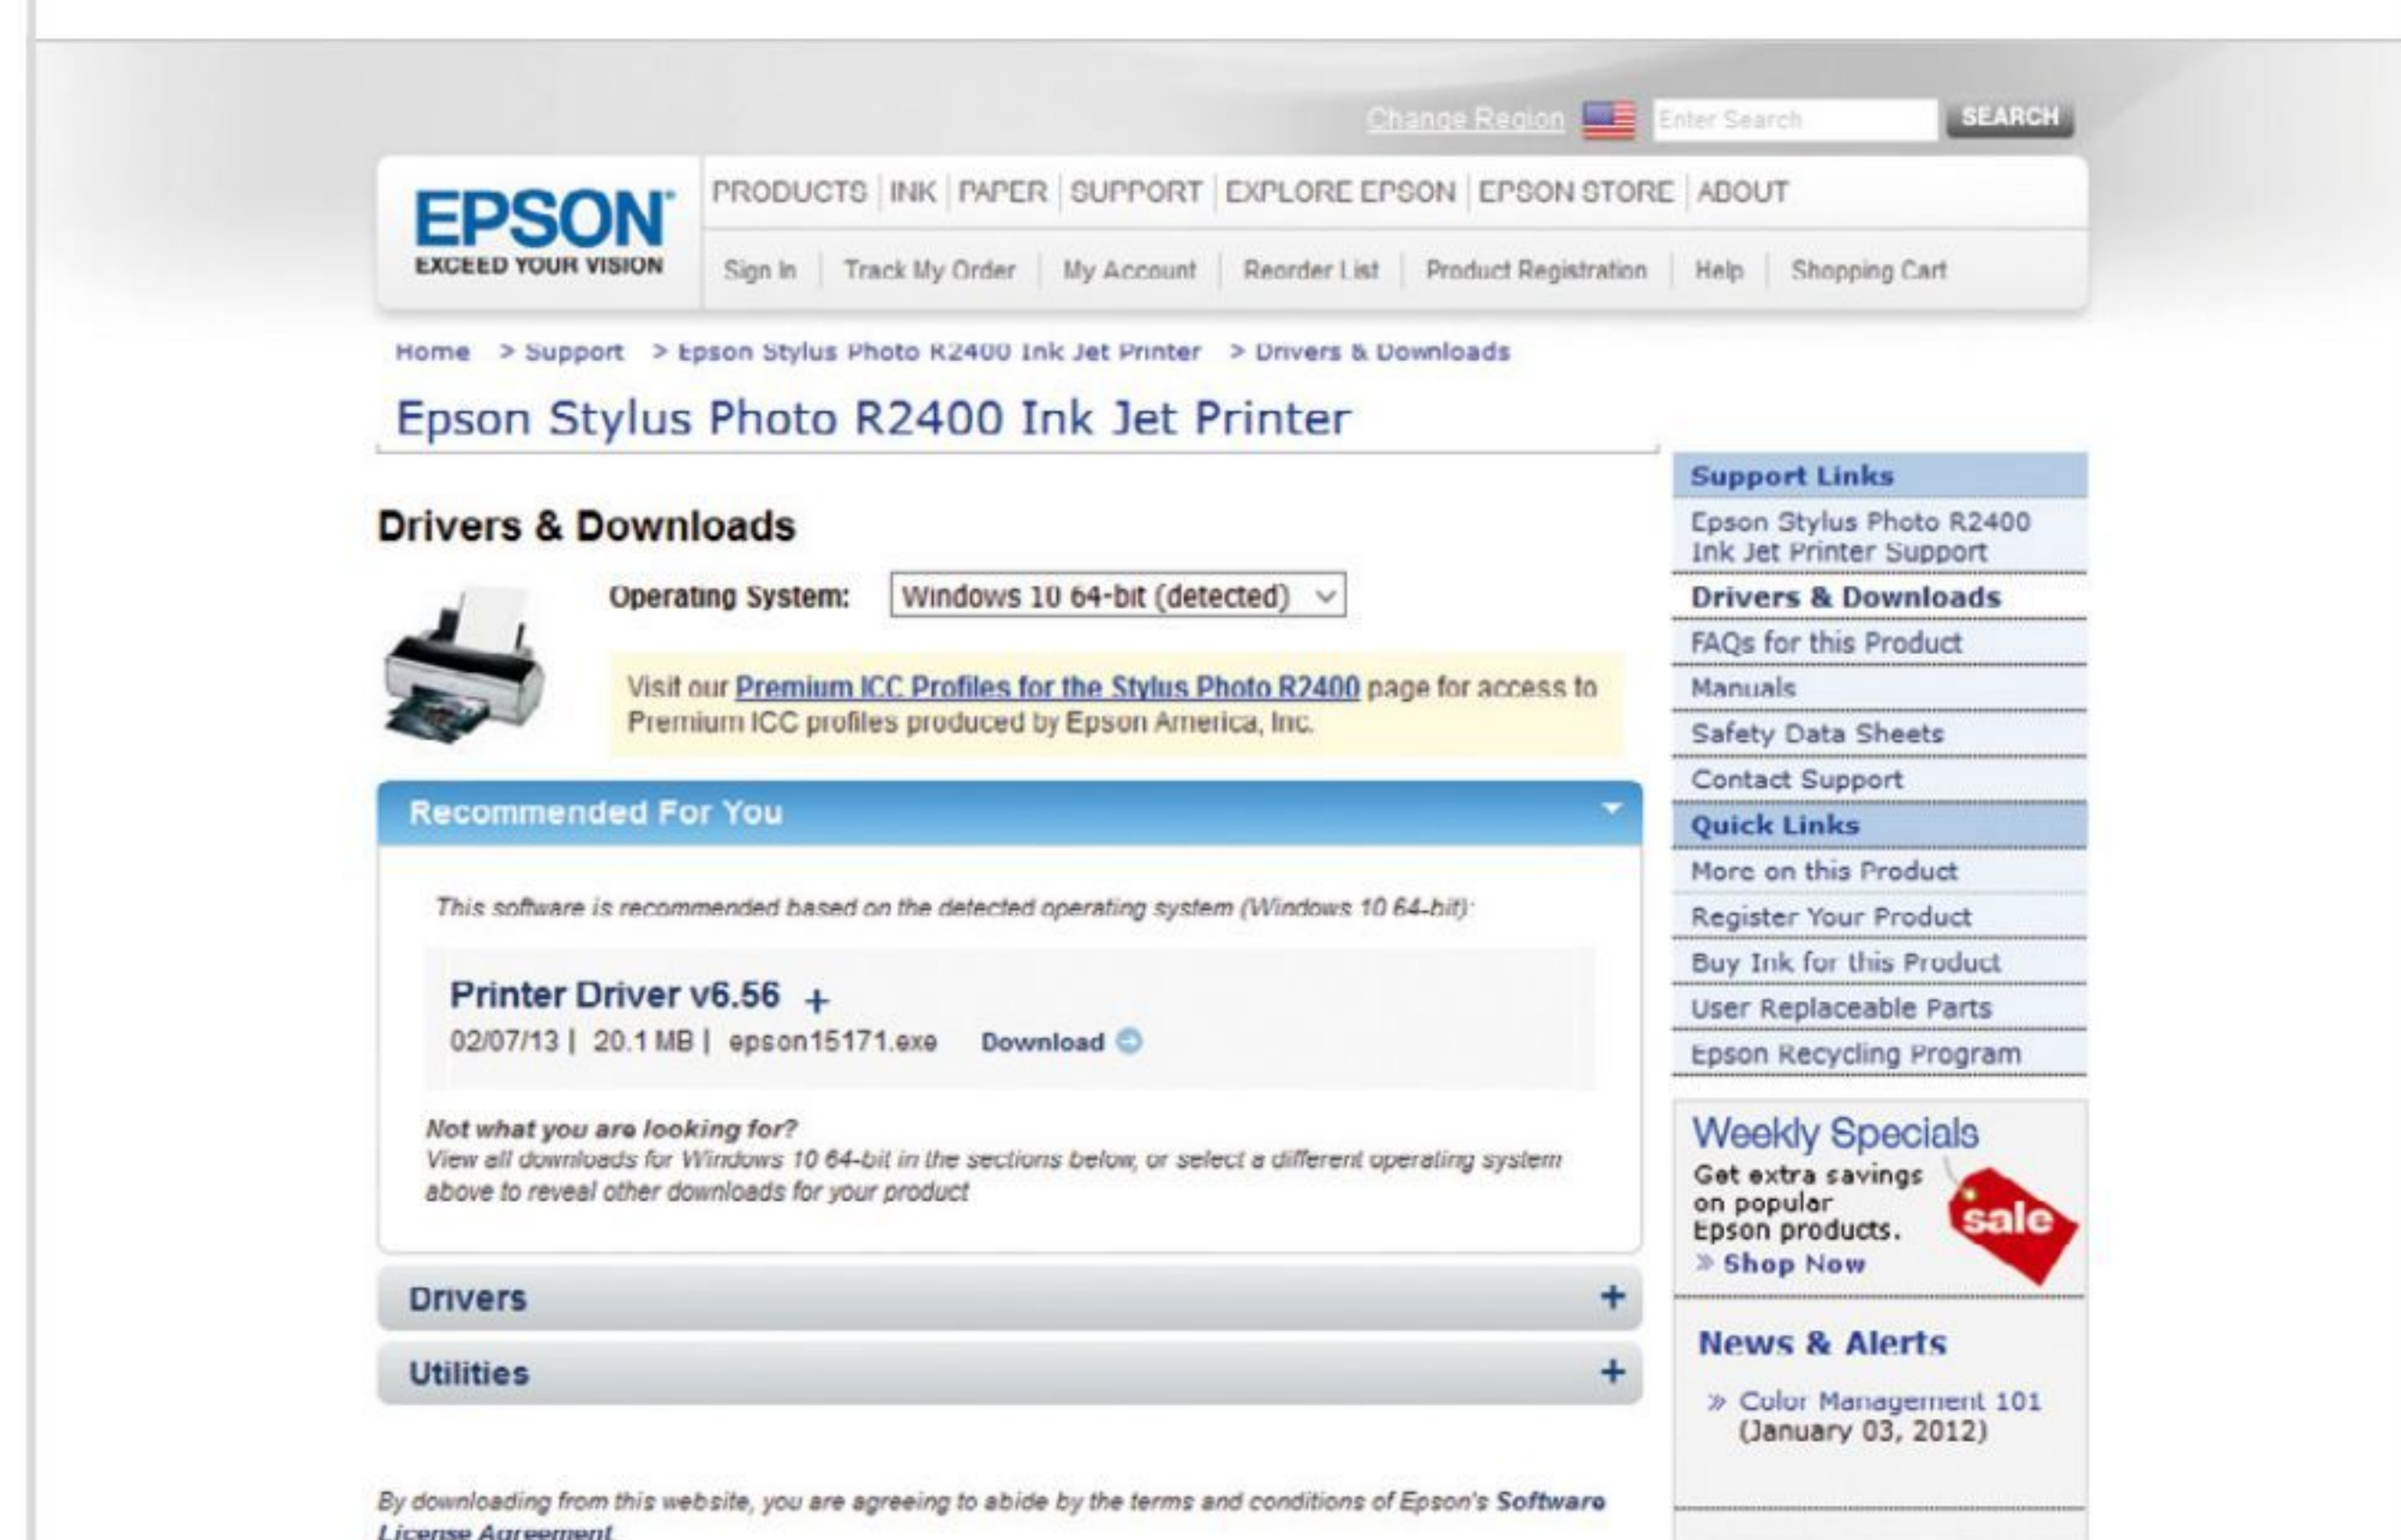 Change Region Enter Search SEARCH
EPSON
EXCEED YOUR VISION
PRODUCTS INK PAPER SUPPORT EXPLORE EPSON EPSON STORE ABOUT
Sign In Track My Order My Account Reorder List Product Registration Help Shopping Cart
Home > Support > Epson Stylus Photo R2400 Ink Jet Printer > Drivers & Downloads
Epson Stylus Photo R2400 Ink Jet Printer
Drivers & Downloads
Operating System: Windows 10 64-bit (detected)
Visit our Premium ICC Profiles for the Stylus Photo R2400 page for access to
Premium ICC profiles produced by Epson America, Inc.
Recommended For You
This software is recommended based on the detected operating system (Windows 10 64-bit):
Printer Driver v6.56 +
02/07/13 | 20.1 MB | epson15171.exe Download
Not what you are looking for?
View all downloads for Windows 10 64-bit in the sections below, or select a different operating system
above to reveal other downloads for your product
Drivers +
Utilities +
By downloading from this website, you are agreeing to abide by the terms and conditions of Epson's Software
License Agreement
Support Links
Epson Stylus Photo R2400
Ink Jet Printer Support
Drivers & Downloads
FAQs for this Product
Manuals
Safety Data Sheets
Contact Support
Quick Links
More on this Product
Register Your Product
Buy Ink for this Product
User Replaceable Parts
Epson Recycling Program
Weekly Specials
Get extra savings
on popular
Epson products.
» Shop Now
sale
News & Alerts
» Color Management 101
(January 03, 2012)